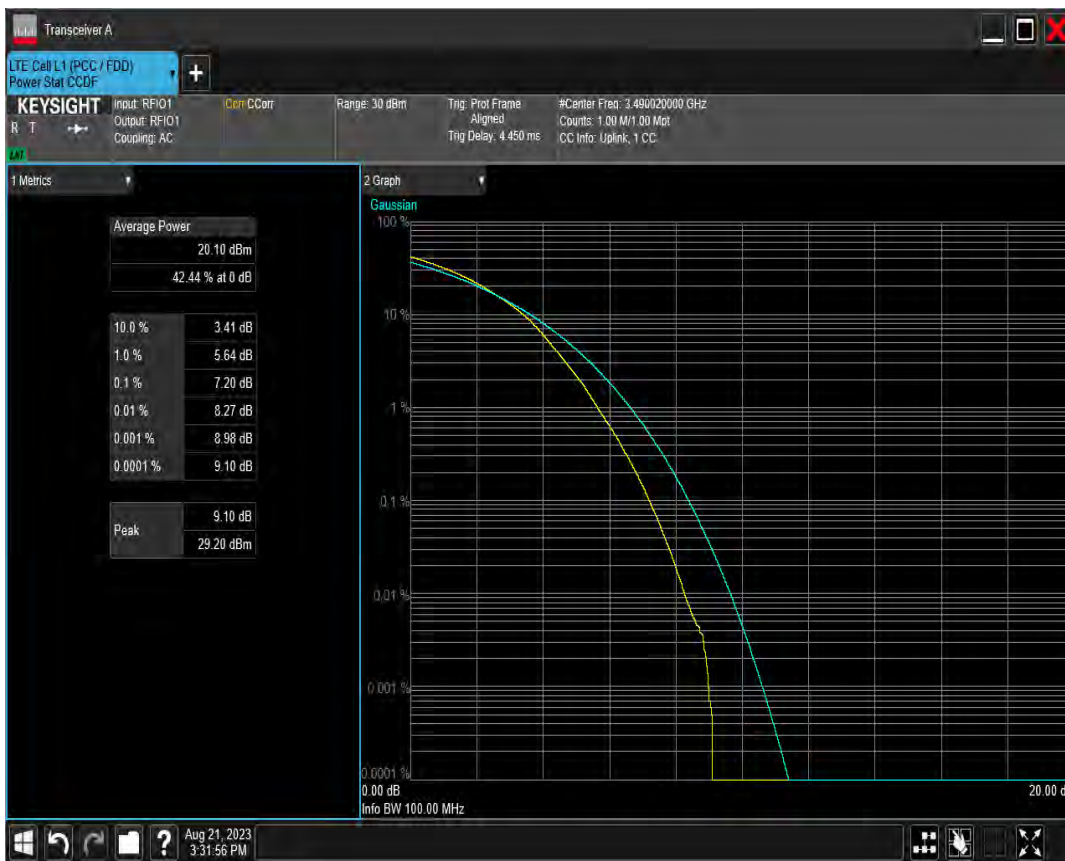 Transceiver A
LTE Cell L1 (PCC / FDD)
Power Stat CCDF
+
KEYSIGHT
R T
LXI
Input: RFIO1
Output: RFIO1
Coupling: AC
Corr CCorr
Range: 30 dBm
Trig: Prot Frame
Aligned
Trig Delay: 4.450 ms
#Center Freq: 3.490020000 GHz
Counts: 1.00 M/1.00 Mpt
CC Info: Uplink, 1 CC
1 Metrics
Average Power
20.10 dBm
42.44 % at 0 dB
10.0 % 3.41 dB
1.0 % 5.64 dB
0.1 % 7.20 dB
0.01 % 8.27 dB
0.001 % 8.98 dB
0.0001 % 9.10 dB
Peak
9.10 dB
29.20 dBm
2 Graph
Gaussian
100 %
10 %
1 %
0.1 %
0.01 %
0.001 %
0.0001 %
0.00 dB
20.00 d
Info BW 100.00 MHz
?
Aug 21, 2023
3:31:56 PM